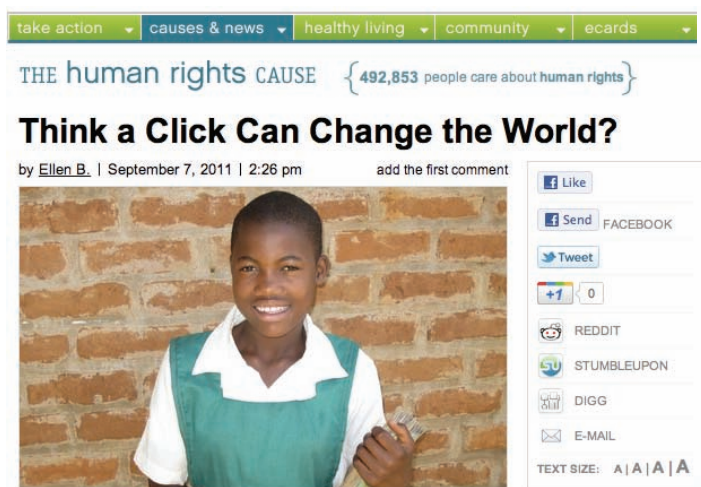 take action causes & news healthy living community ecards
THE human rights CAUSE {492,853 people care about human rights}
Think a Click Can Change the World?
by Ellen B. | September 7, 2011 | 2:26 pm add the first comment
Like
Send FACEBOOK
Tweet
+1 0
REDDIT
STUMBLEUPON
DIGG
E-MAIL
TEXT SIZE: A | A | A | A